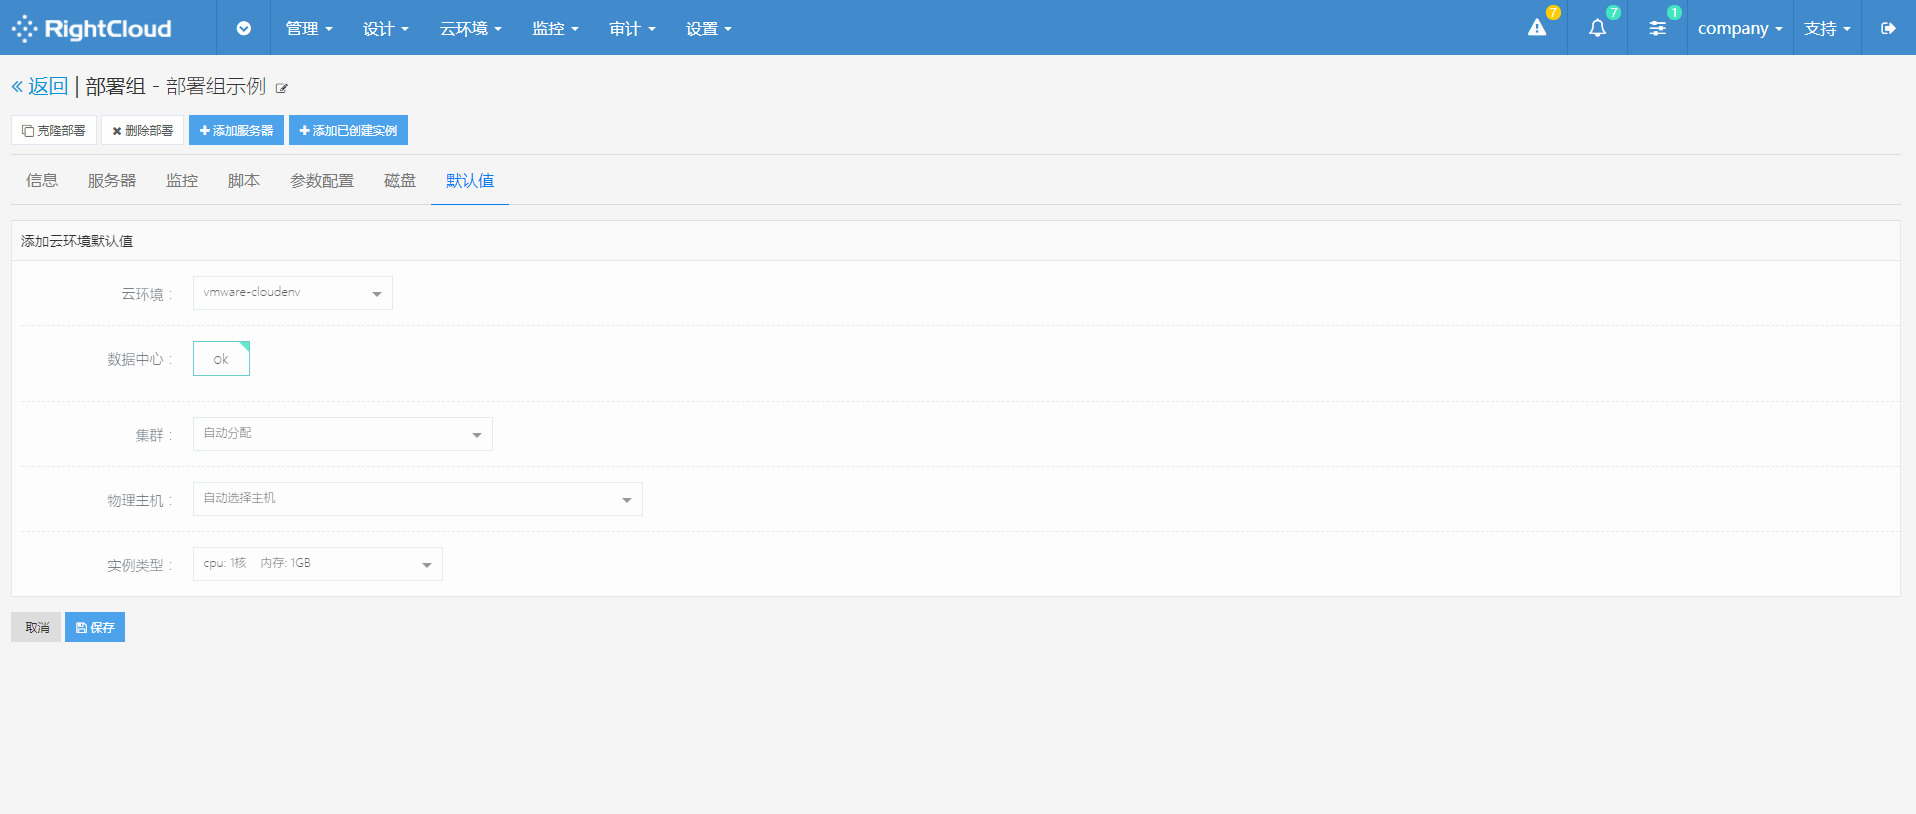 RightCloud 管理 设计 云环境 监控 审计 设置 7 7 1 company 支持
« 返回 | 部署组 - 部署组示例
克隆部署 删除部署 添加服务器 添加已创建实例
信息 服务器 监控 脚本 参数配置 磁盘 默认值
添加云环境默认值
云环境 : vmware-cloudenv
数据中心 : ok
集群 : 自动分配
物理主机 : 自动选择主机
实例类型 : cpu: 1核 内存: 1GB
取消 保存